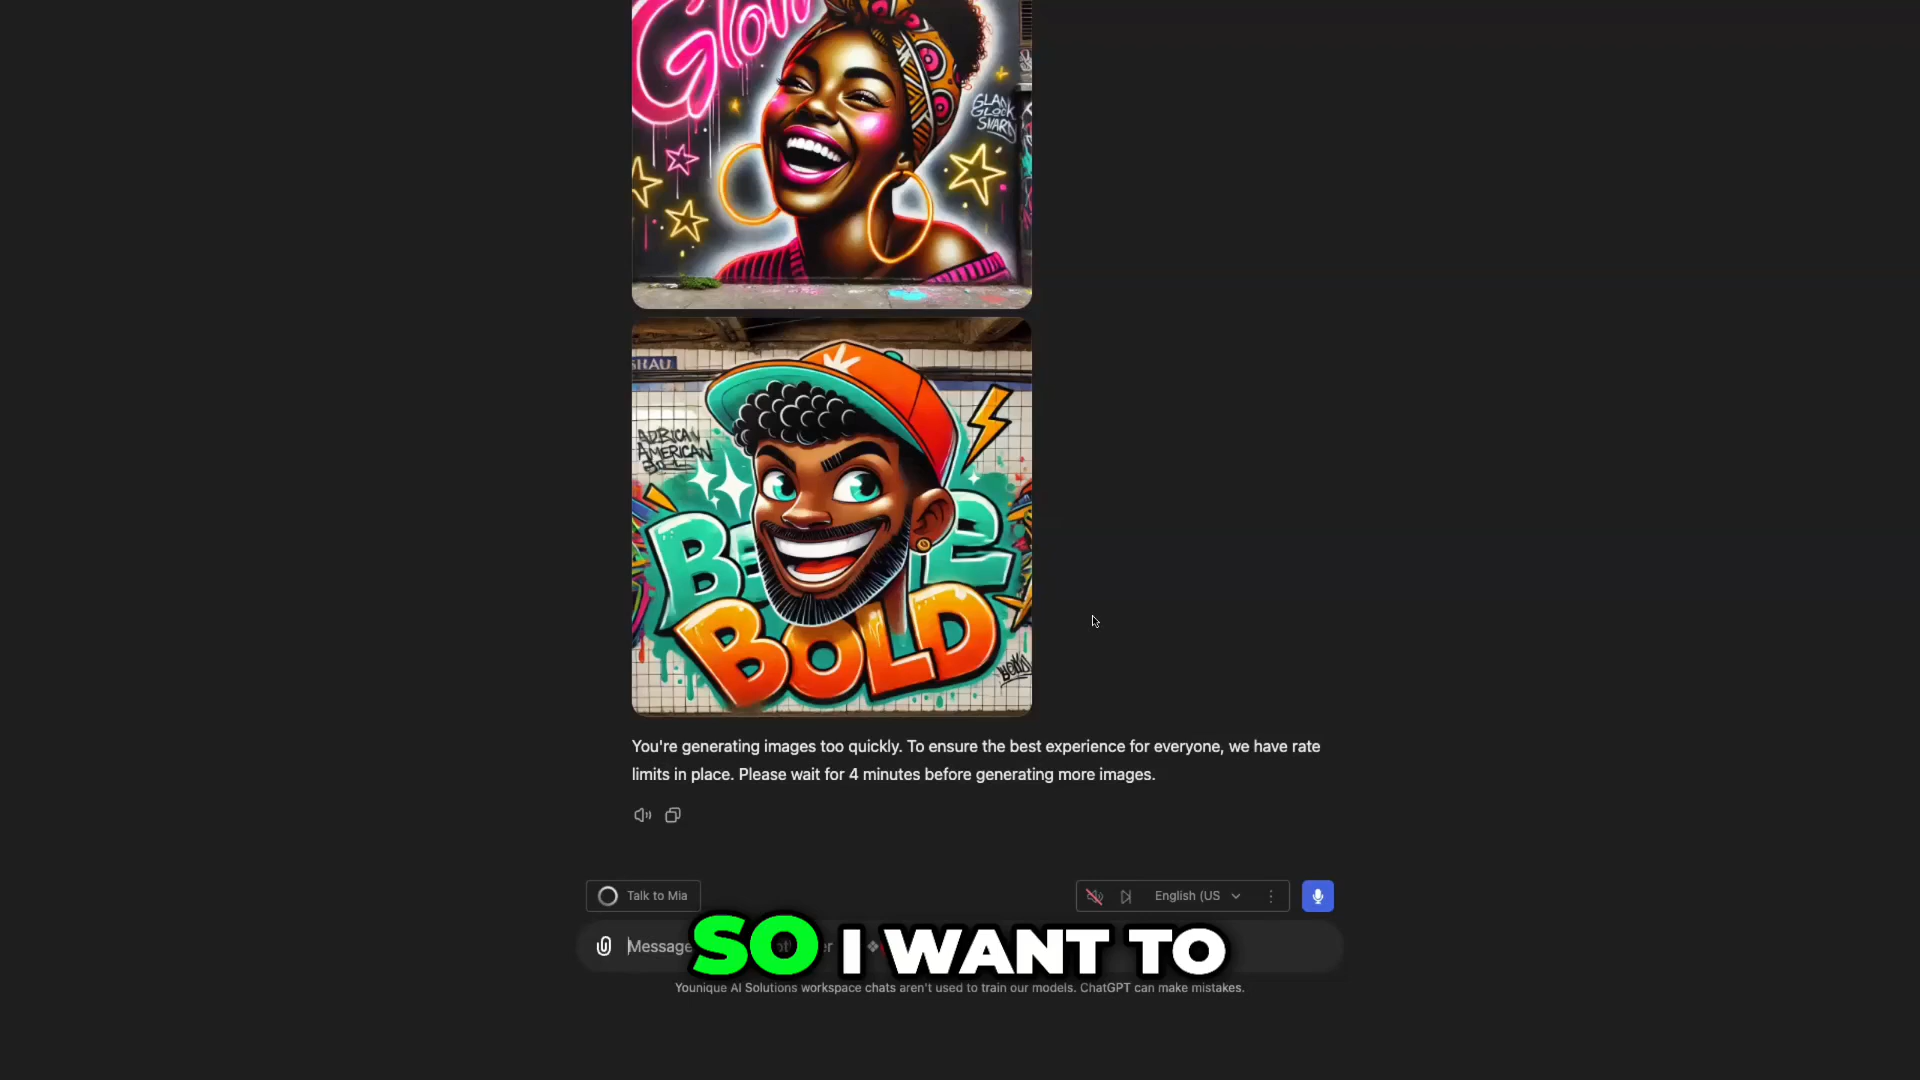 Glow
GLAM
BE
BOLD
AMERICAN
You're generating images too quickly. To ensure the best experience for everyone, we have rate
limits in place. Please wait for 4 minutes before generating more images.
Talk to Mia
English (US
Message
SO I WANT TO
Younique AI Solutions workspace chats aren't used to train our models. ChatGPT can make mistakes.